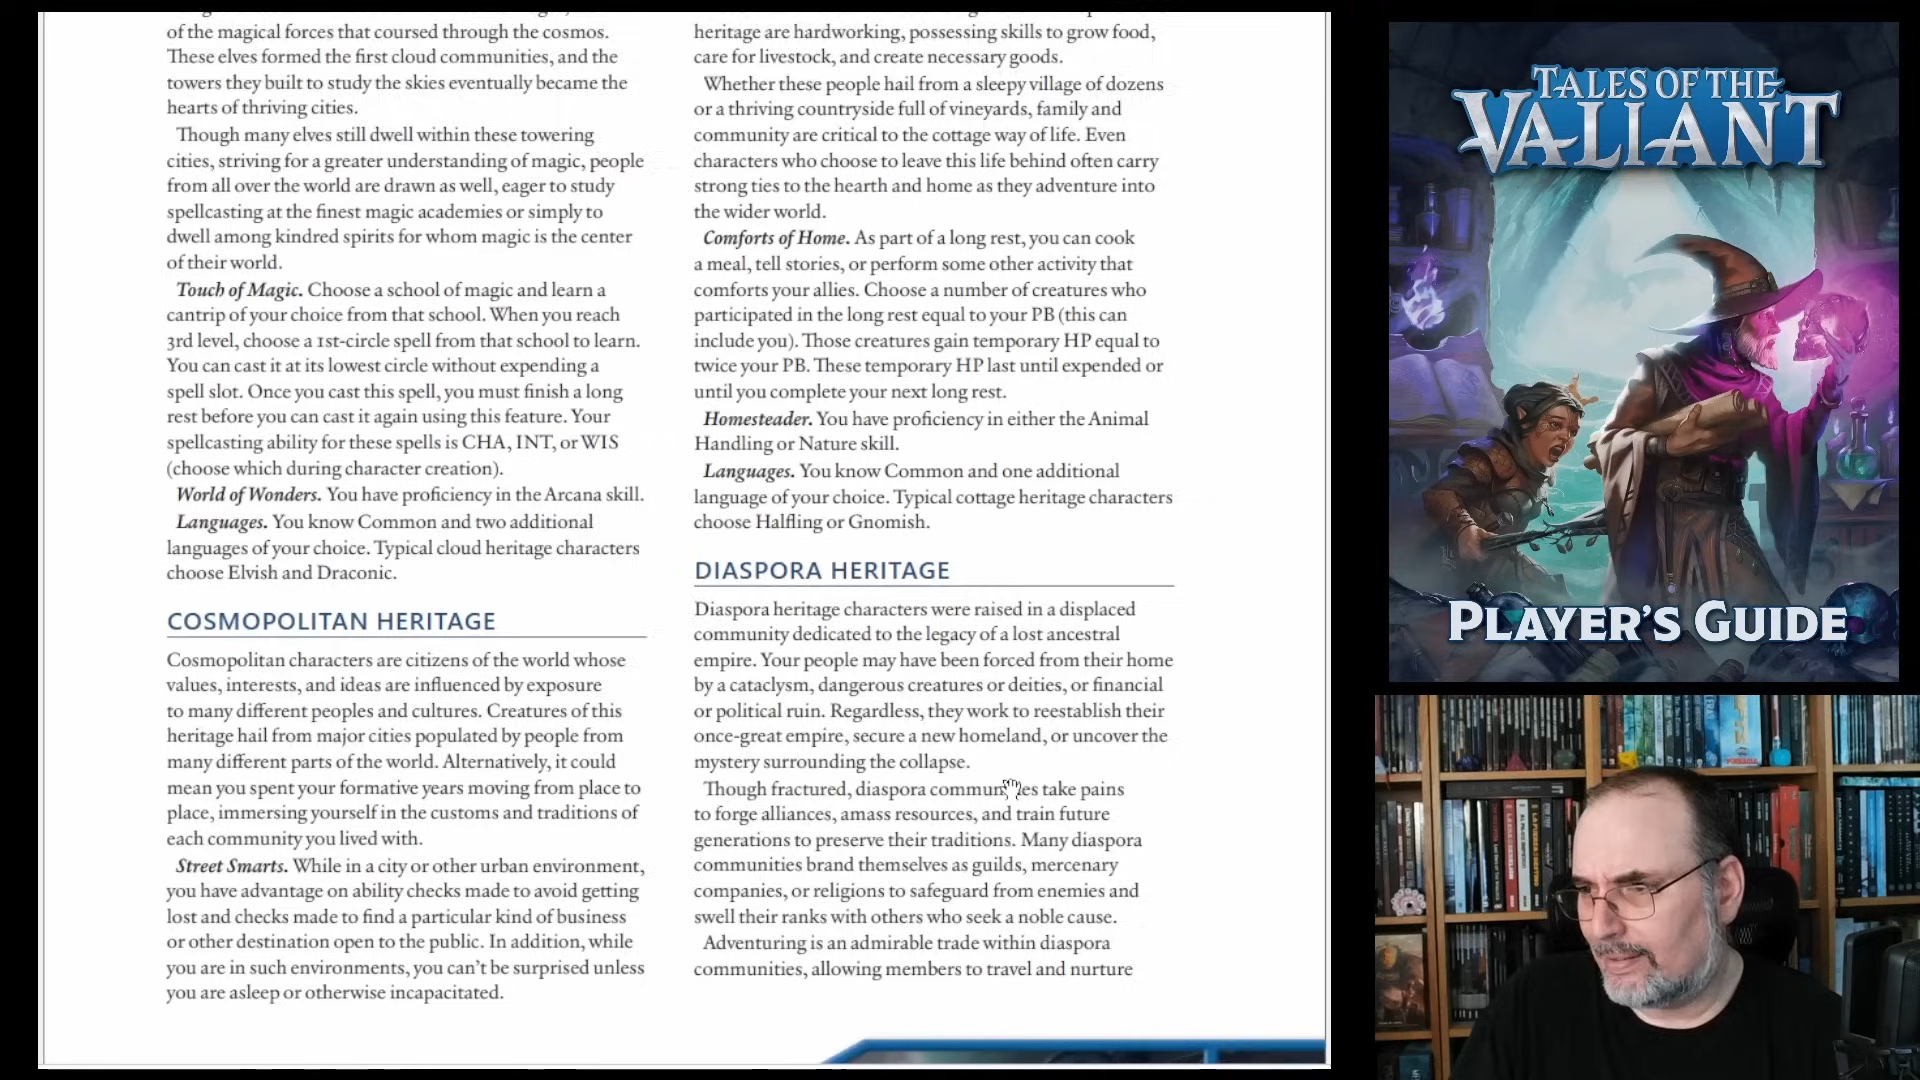 of the magical forces that coursed through the cosmos.
These elves formed the first cloud communities, and the
towers they built to study the skies eventually became the
hearts of thriving cities.
Though many elves still dwell within these towering
cities, striving for a greater understanding of magic, people
from all over the world are drawn as well, eager to study
spellcasting at the finest magic academies or simply to
dwell among kindred spirits for whom magic is the center
of their world.
Touch of Magic. Choose a school of magic and learn a
cantrip of your choice from that school. When you reach
3rd level, choose a 1st-circle spell from that school to learn.
You can cast it at its lowest circle without expending a
spell slot. Once you cast this spell, you must finish a long
rest before you can cast it again using this feature. Your
spellcasting ability for these spells is CHA, INT, or WIS
(choose which during character creation).
World of Wonders. You have proficiency in the Arcana skill.
Languages. You know Common and two additional
languages of your choice. Typical cloud heritage characters
choose Elvish and Draconic.
COSMOPOLITAN HERITAGE
Cosmopolitan characters are citizens of the world whose
values, interests, and ideas are influenced by exposure
to many different peoples and cultures. Creatures of this
heritage hail from major cities populated by people from
many different parts of the world. Alternatively, it could
mean you spent your formative years moving from place to
place, immersing yourself in the customs and traditions of
each community you lived with.
Street Smarts. While in a city or other urban environment,
you have advantage on ability checks made to avoid getting
lost and checks made to find a particular kind of business
or other destination open to the public. In addition, while
you are in such environments, you can't be surprised unless
you are asleep or otherwise incapacitated.
heritage are hardworking, possessing skills to grow food,
care for livestock, and create necessary goods.
Whether these people hail from a sleepy village of dozens
or a thriving countryside full of vineyards, family and
community are critical to the cottage way of life. Even
characters who choose to leave this life behind often carry
strong ties to the hearth and home as they adventure into
the wider world.
Comforts of Home. As part of a long rest, you can cook
a meal, tell stories, or perform some other activity that
comforts your allies. Choose a number of creatures who
participated in the long rest equal to your PB (this can
include you). Those creatures gain temporary HP equal to
twice your PB. These temporary HP last until expended or
until you complete your next long rest.
Homesteader. You have proficiency in either the Animal
Handling or Nature skill.
Languages. You know Common and one additional
language of your choice. Typical cottage heritage characters
choose Halfling or Gnomish.
DIASPORA HERITAGE
Diaspora heritage characters were raised in a displaced
community dedicated to the legacy of a lost ancestral
empire. Your people may have been forced from their home
by a cataclysm, dangerous creatures or deities, or financial
or political ruin. Regardless, they work to reestablish their
once-great empire, secure a new homeland, or uncover the
mystery surrounding the collapse.
Though fractured, diaspora communities take pains
to forge alliances, amass resources, and train future
generations to preserve their traditions. Many diaspora
communities brand themselves as guilds, mercenary
companies, or religions to safeguard from enemies and
swell their ranks with others who seek a noble cause.
Adventuring is an admirable trade within diaspora
communities, allowing members to travel and nurture
TALES OF THE
VALIANT
PLAYER'S GUIDE